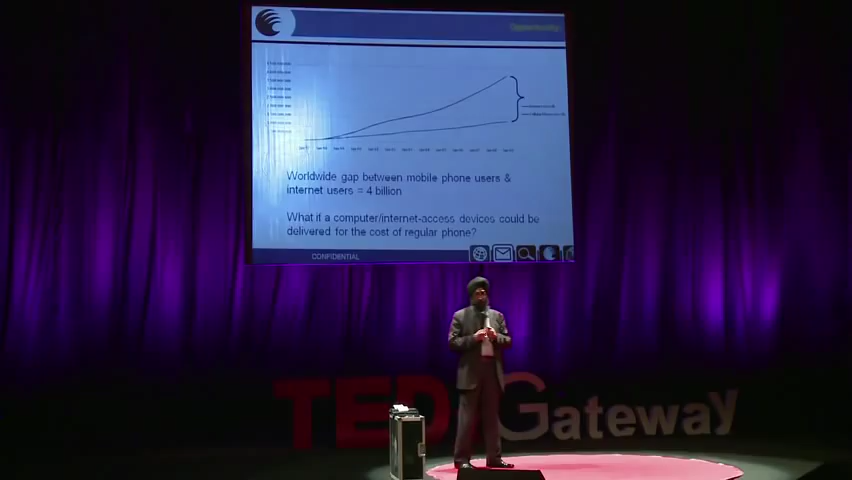 Opportunity
Worldwide gap between mobile phone users &
internet users = 4 billion
What if a computer/internet-access devices could be
delivered for the cost of regular phone?
CONFIDENTIAL
TED Gateway